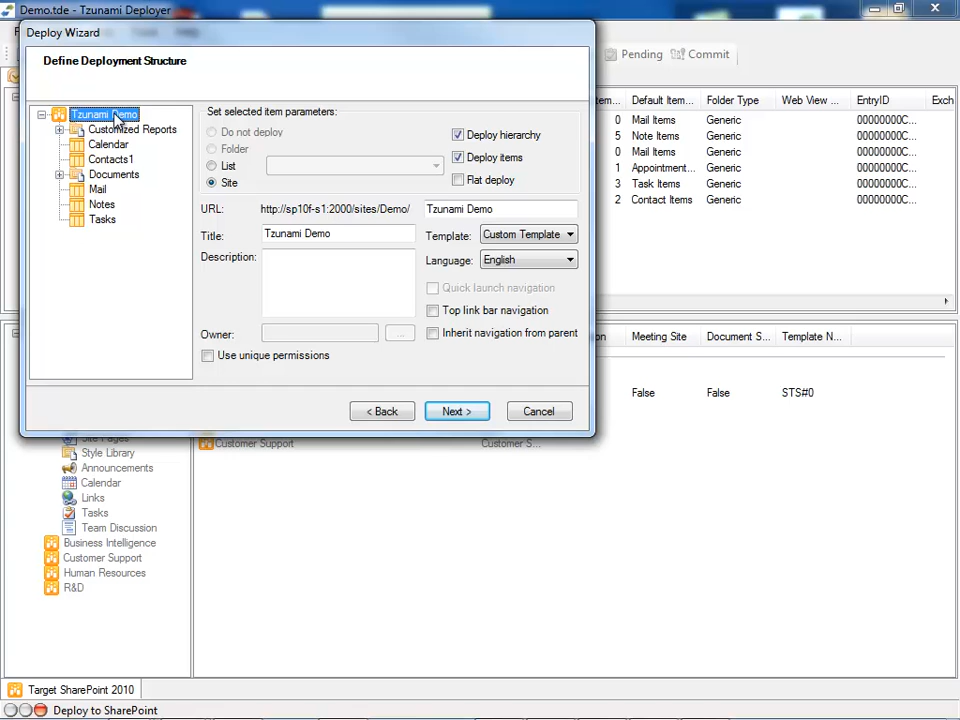 Demo.tde - Tzunami Deployer
Deploy Wizard
Define Deployment Structure
Pending
Commit
Tzunami Demo
Customized Reports
Calendar
Contacts1
Documents
Mail
Notes
Tasks
Set selected item parameters:
Do not deploy
Folder
List
Site
Deploy hierarchy
Deploy items
Flat deploy
URL: http://sp10f-s1:2000/sites/Demo/ Tzunami Demo
Title: Tzunami Demo
Template: Custom Template
Description:
Language: English
Quick launch navigation
Top link bar navigation
Owner: ...
Inherit navigation from parent
Use unique permissions
< Back Next > Cancel
tem... Default Item... Folder Type Web View ... EntryID Exch
0 Mail Items Generic 00000000C...
5 Note Items Generic 00000000C...
0 Mail Items Generic 00000000C...
1 Appointment... Generic 00000000C...
3 Task Items Generic 00000000C...
2 Contact Items Generic 00000000C...
on Meeting Site Document S... Template N...
False False STS#0
Customer Support Customer S...
Site Pages
Style Library
Announcements
Calendar
Links
Tasks
Team Discussion
Business Intelligence
Customer Support
Human Resources
R&D
Target SharePoint 2010
Deploy to SharePoint